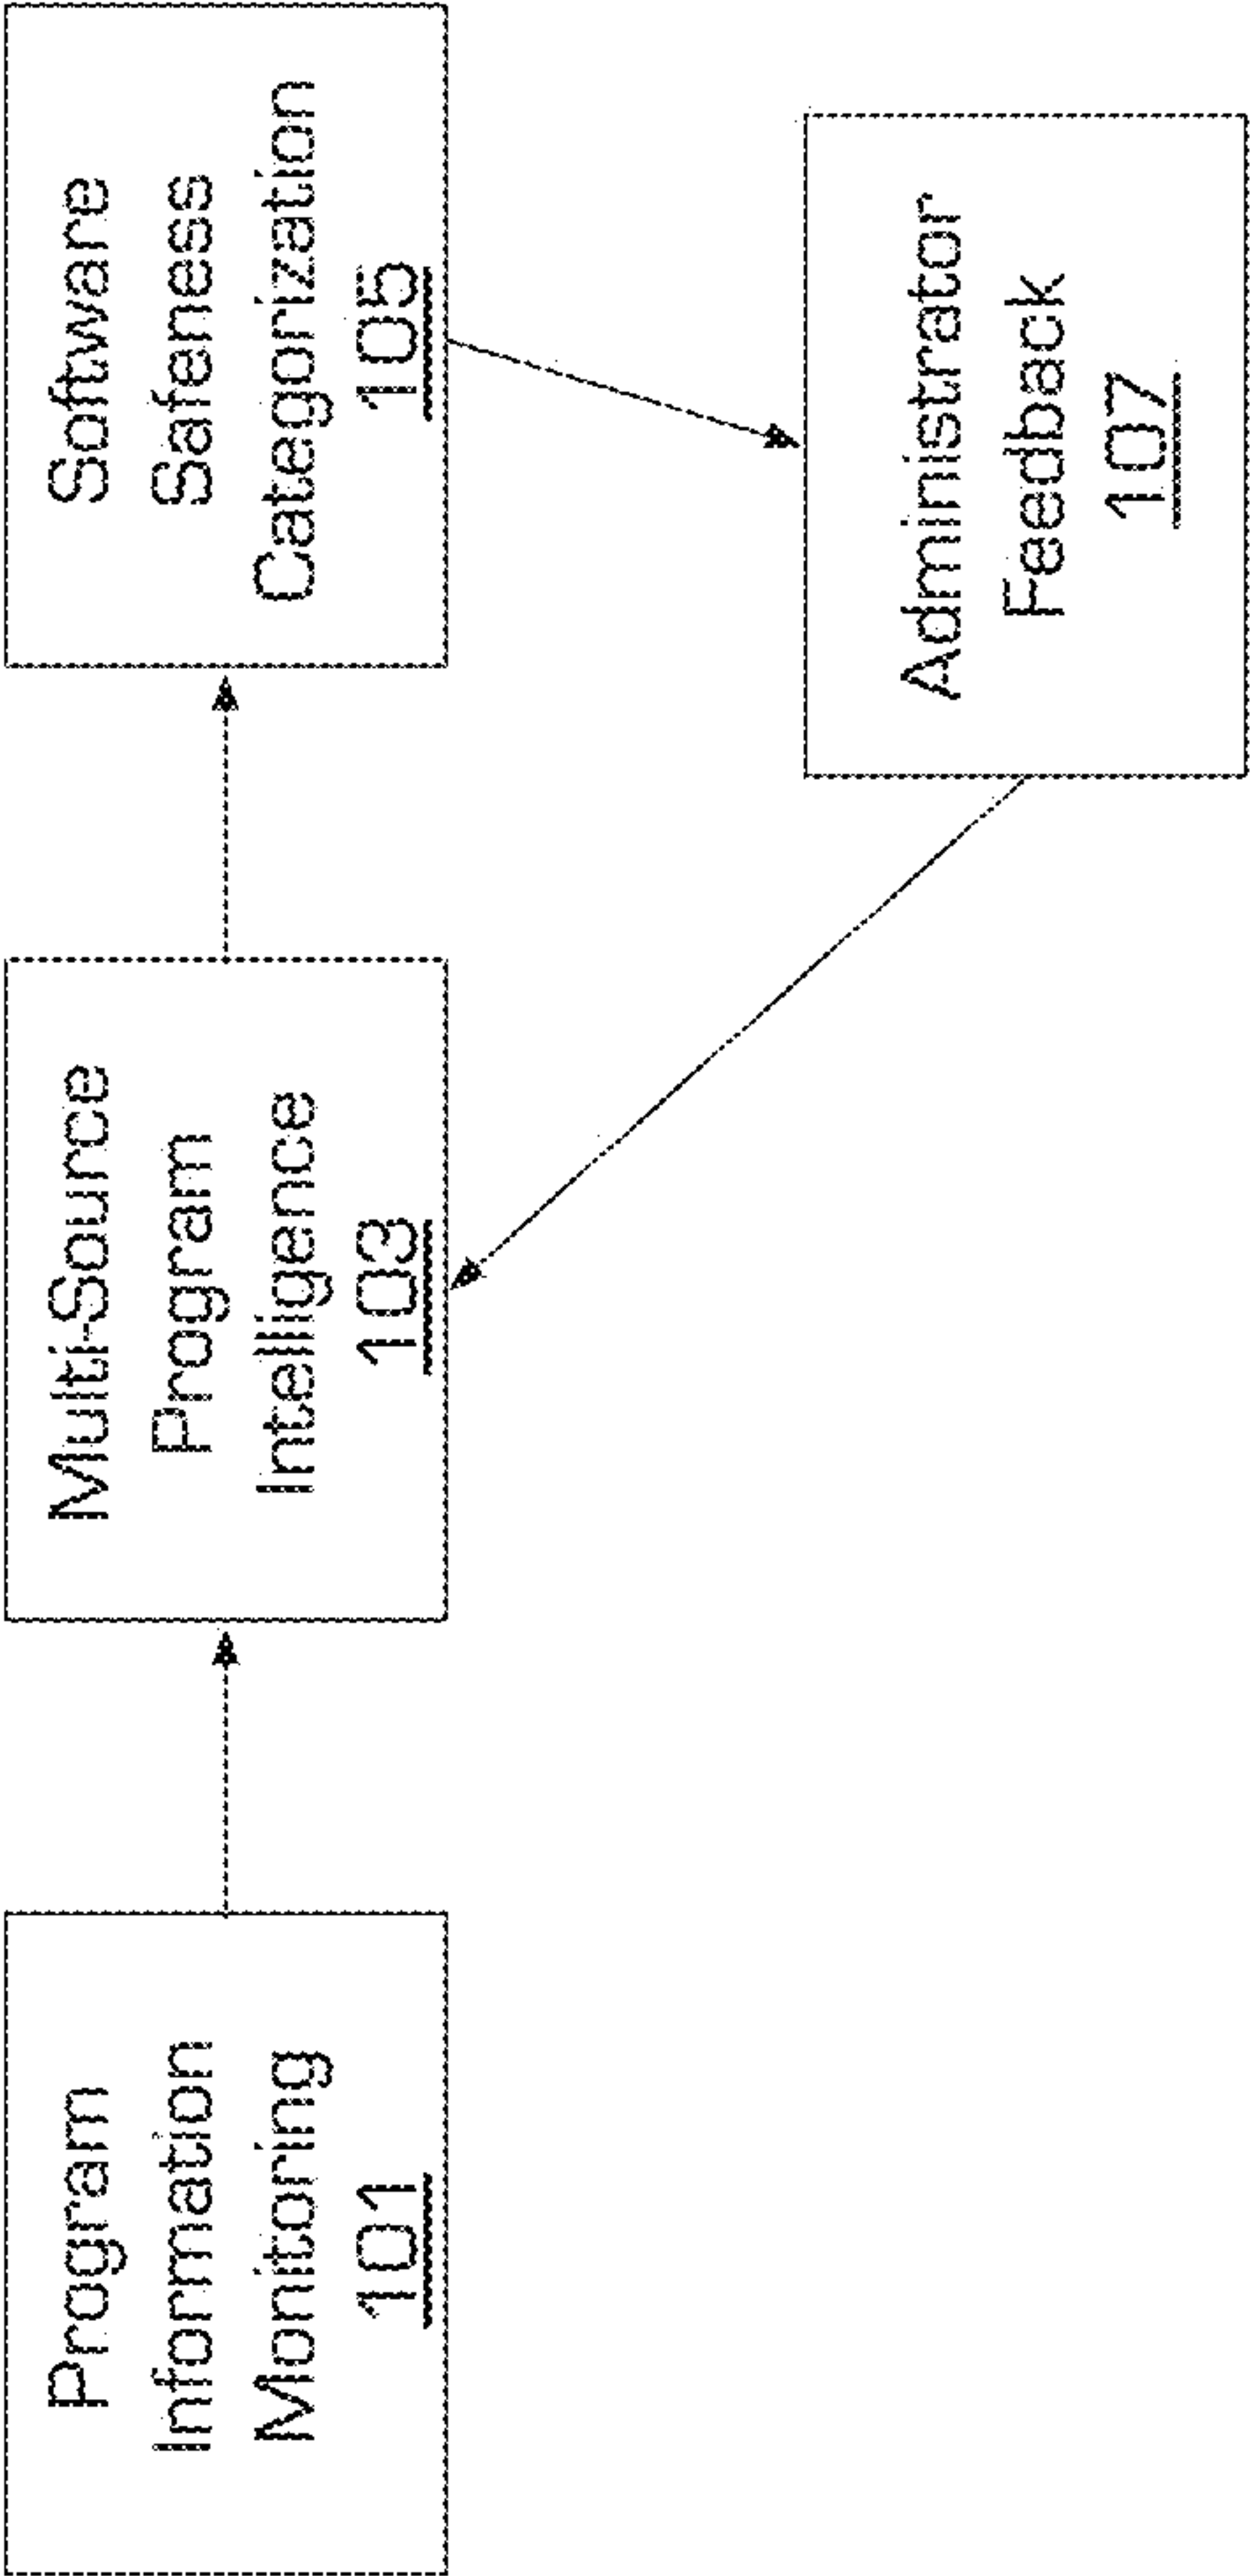 Program
Information
Monitoring
101
Multi-Source
Program
Intelligence
103
Software
Safeness
Categorization
105
Administrator
Feedback
107